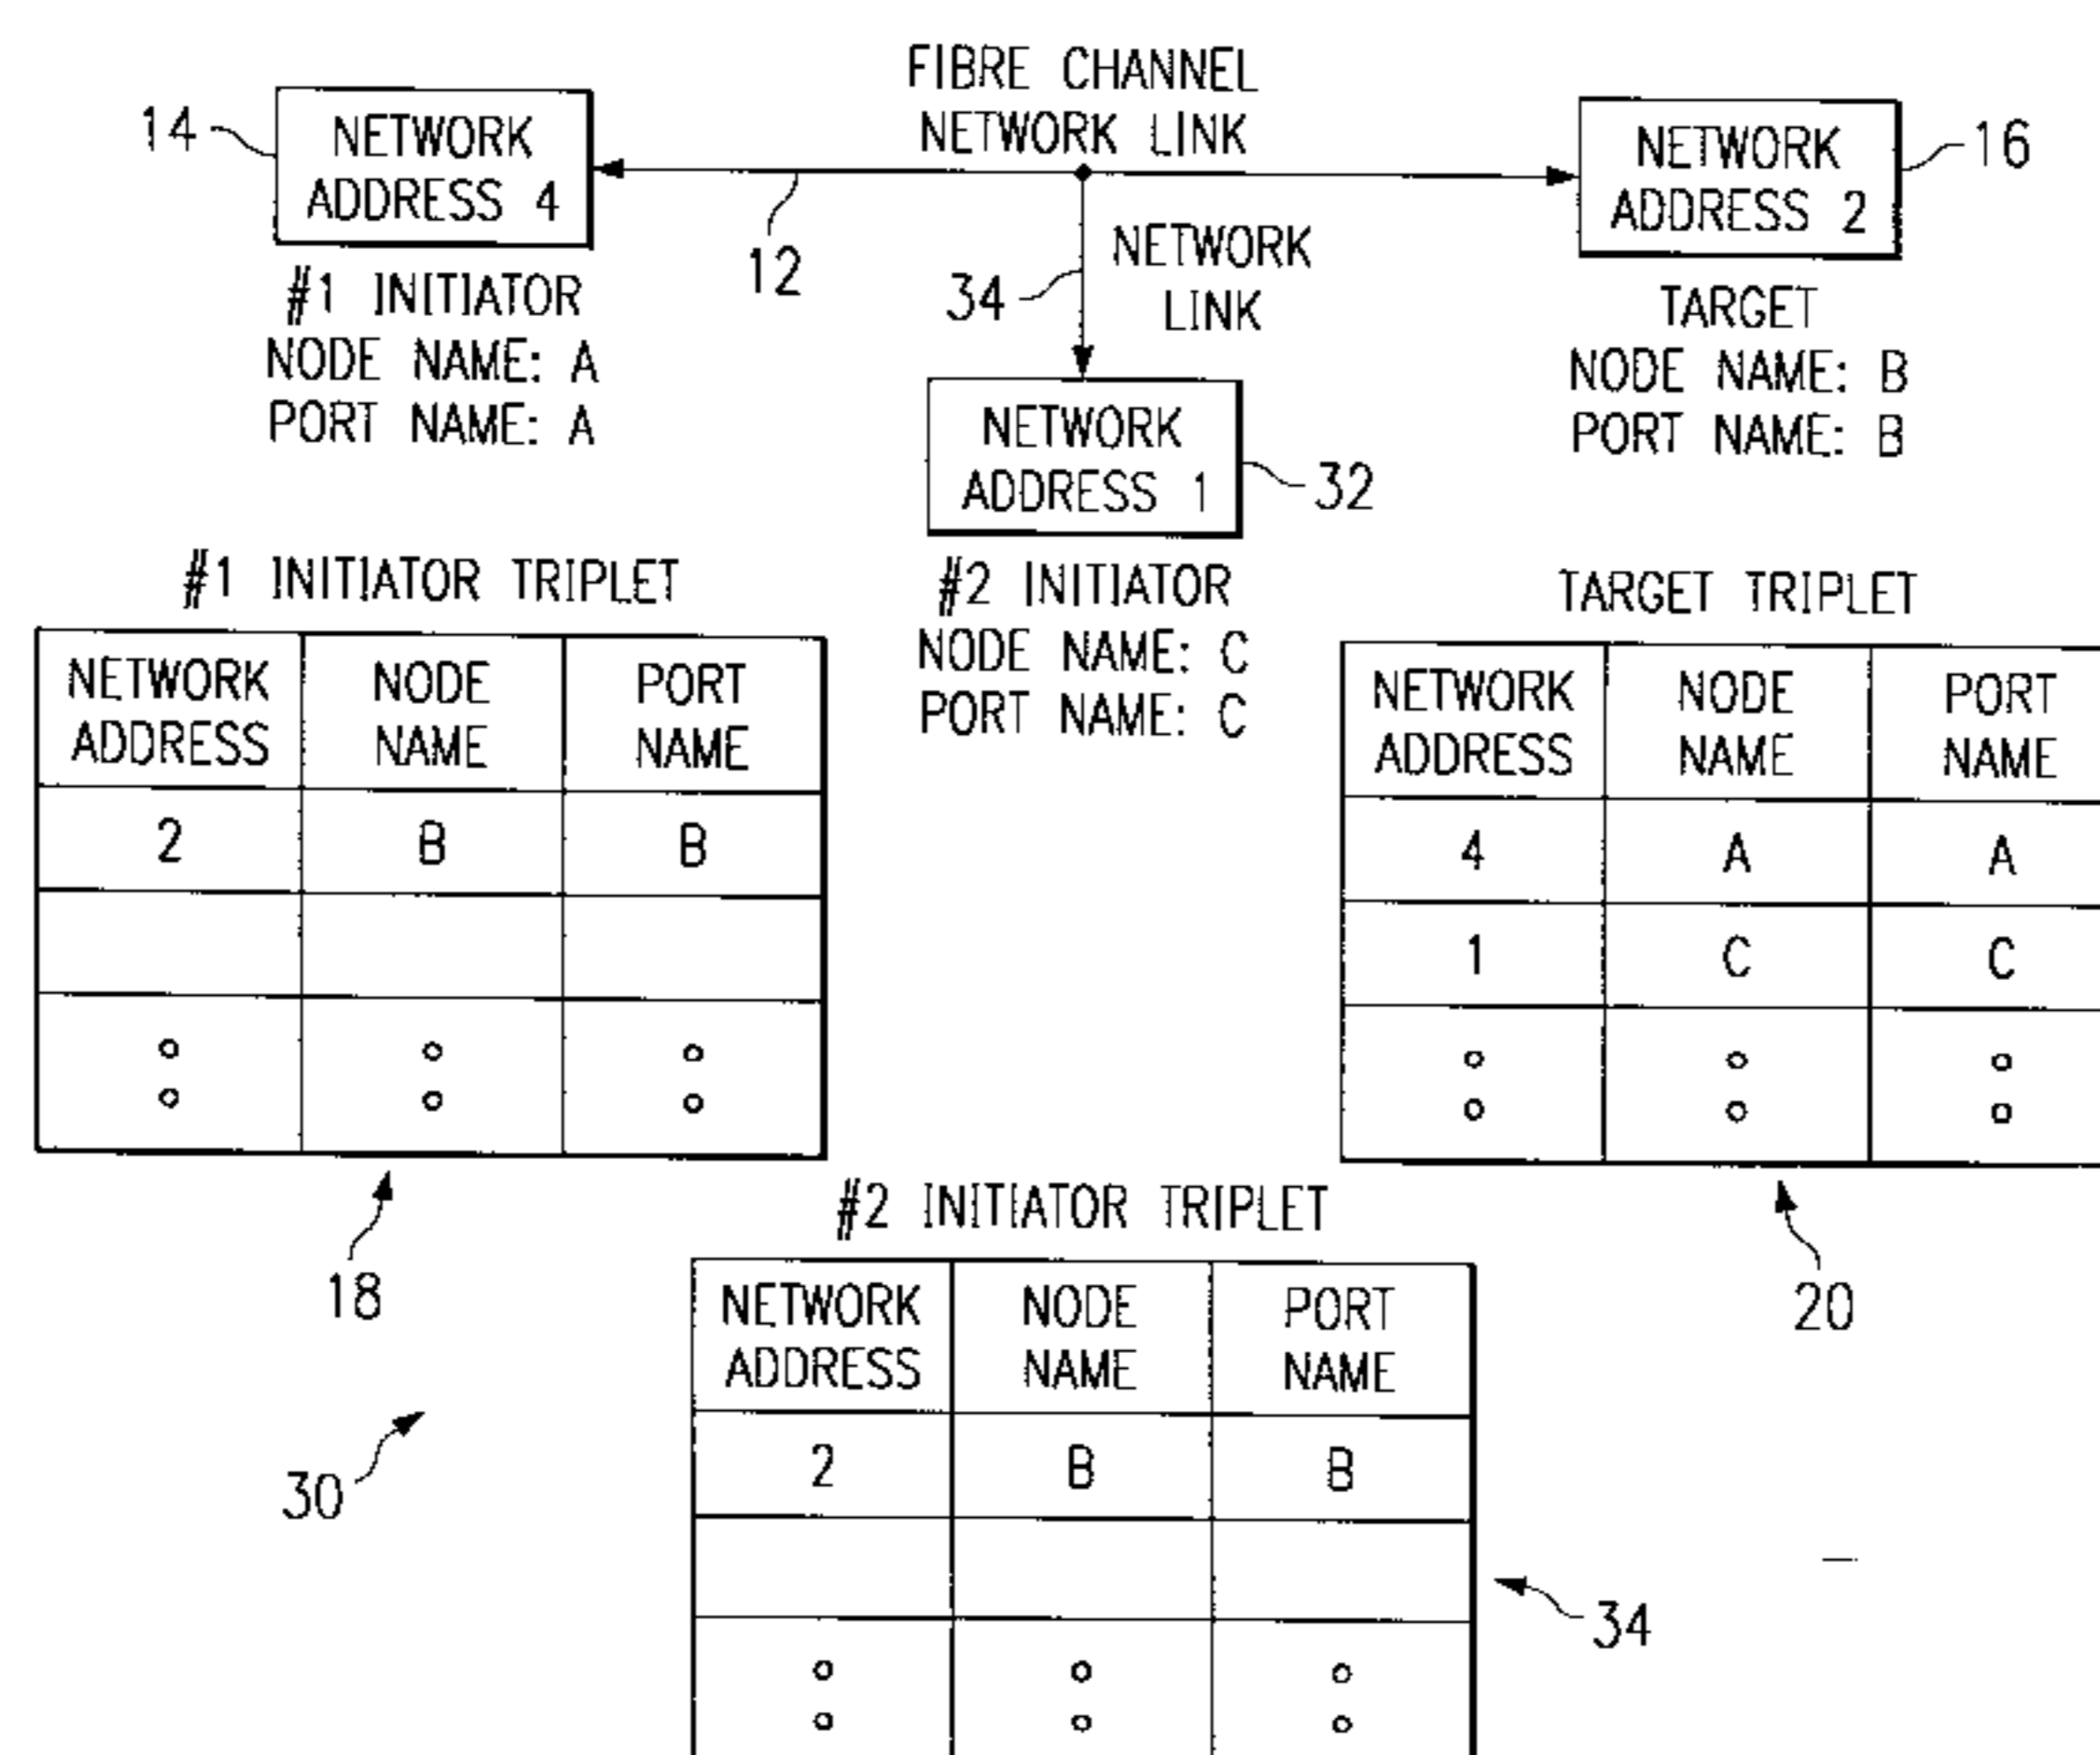 FIBRE CHANNEL
NETWORK LINK
14
NETWORK
ADDRESS 4
12
NETWORK
ADDRESS 2
16
34
NETWORK
LINK
#1 INITIATOR
NODE NAME: A
PORT NAME: A
TARGET
NODE NAME: B
PORT NAME: B
NETWORK
ADDRESS 1
32
#2 INITIATOR
NODE NAME: C
PORT NAME: C
#1 INITIATOR TRIPLET
NETWORK ADDRESS NODE NAME PORT NAME
2 B B
18
TARGET TRIPLET
NETWORK ADDRESS NODE NAME PORT NAME
4 A A
1 C C
20
#2 INITIATOR TRIPLET
NETWORK ADDRESS NODE NAME PORT NAME
2 B B
30
34